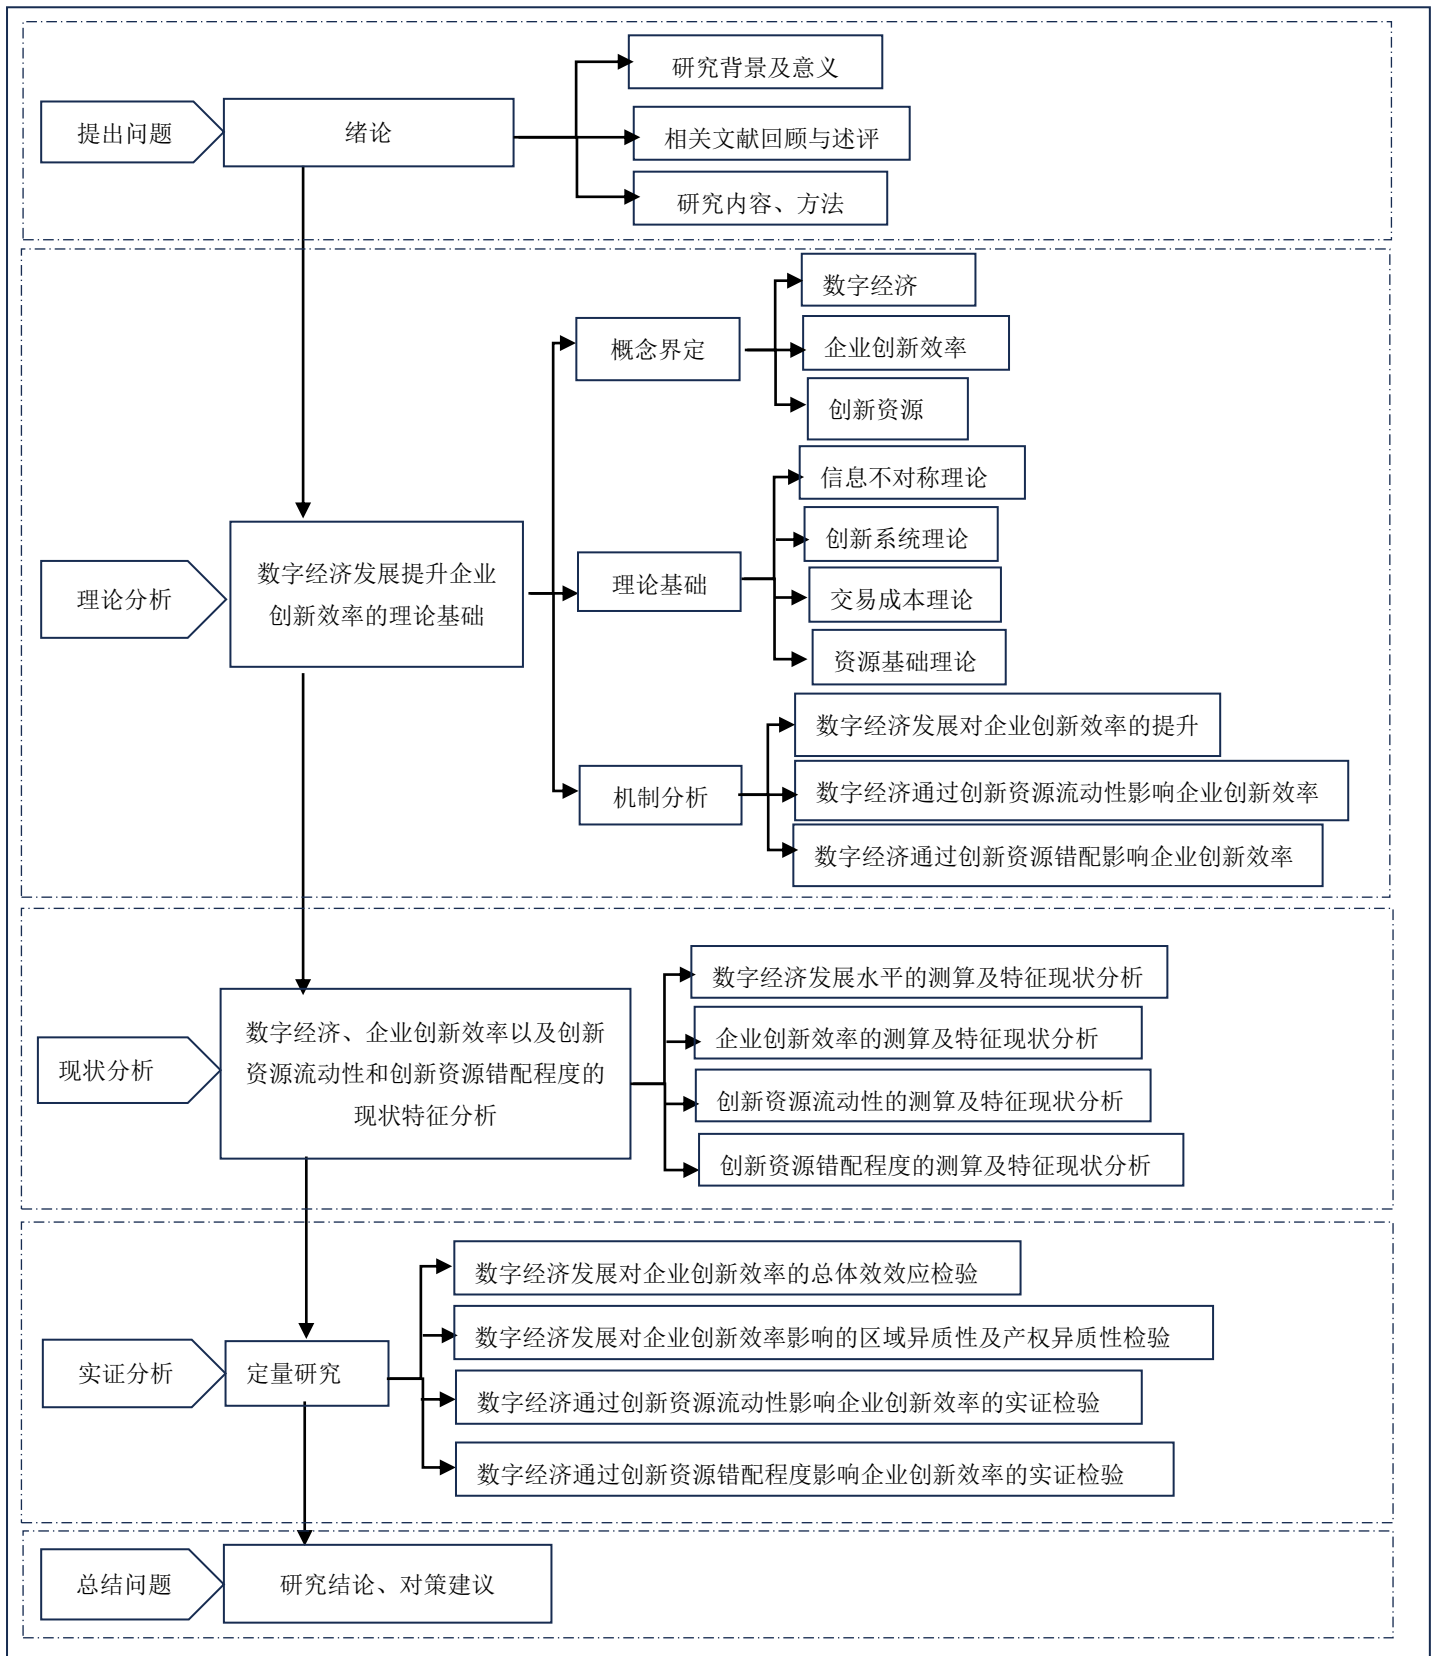 研究背景及意义
提出问题
绪论
相关文献回顾与述评
研究内容、方法
数字经济
概念界定
企业创新效率
创新资源
信息不对称理论
创新系统理论
理论分析
数字经济发展提升企业
创新效率的理论基础
理论基础
交易成本理论
资源基础理论
数字经济发展对企业创新效率的提升
机制分析
数字经济通过创新资源流动性影响企业创新效率
数字经济通过创新资源错配影响企业创新效率
数字经济发展水平的测算及特征现状分析
现状分析
数字经济、企业创新效率以及创新
资源流动性和创新资源错配程度的
现状特征分析
企业创新效率的测算及特征现状分析
创新资源流动性的测算及特征现状分析
创新资源错配程度的测算及特征现状分析
数字经济发展对企业创新效率的总体效效应检验
数字经济发展对企业创新效率影响的区域异质性及产权异质性检验
实证分析
定量研究
数字经济通过创新资源流动性影响企业创新效率的实证检验
数字经济通过创新资源错配程度影响企业创新效率的实证检验
总结问题
研究结论、对策建议